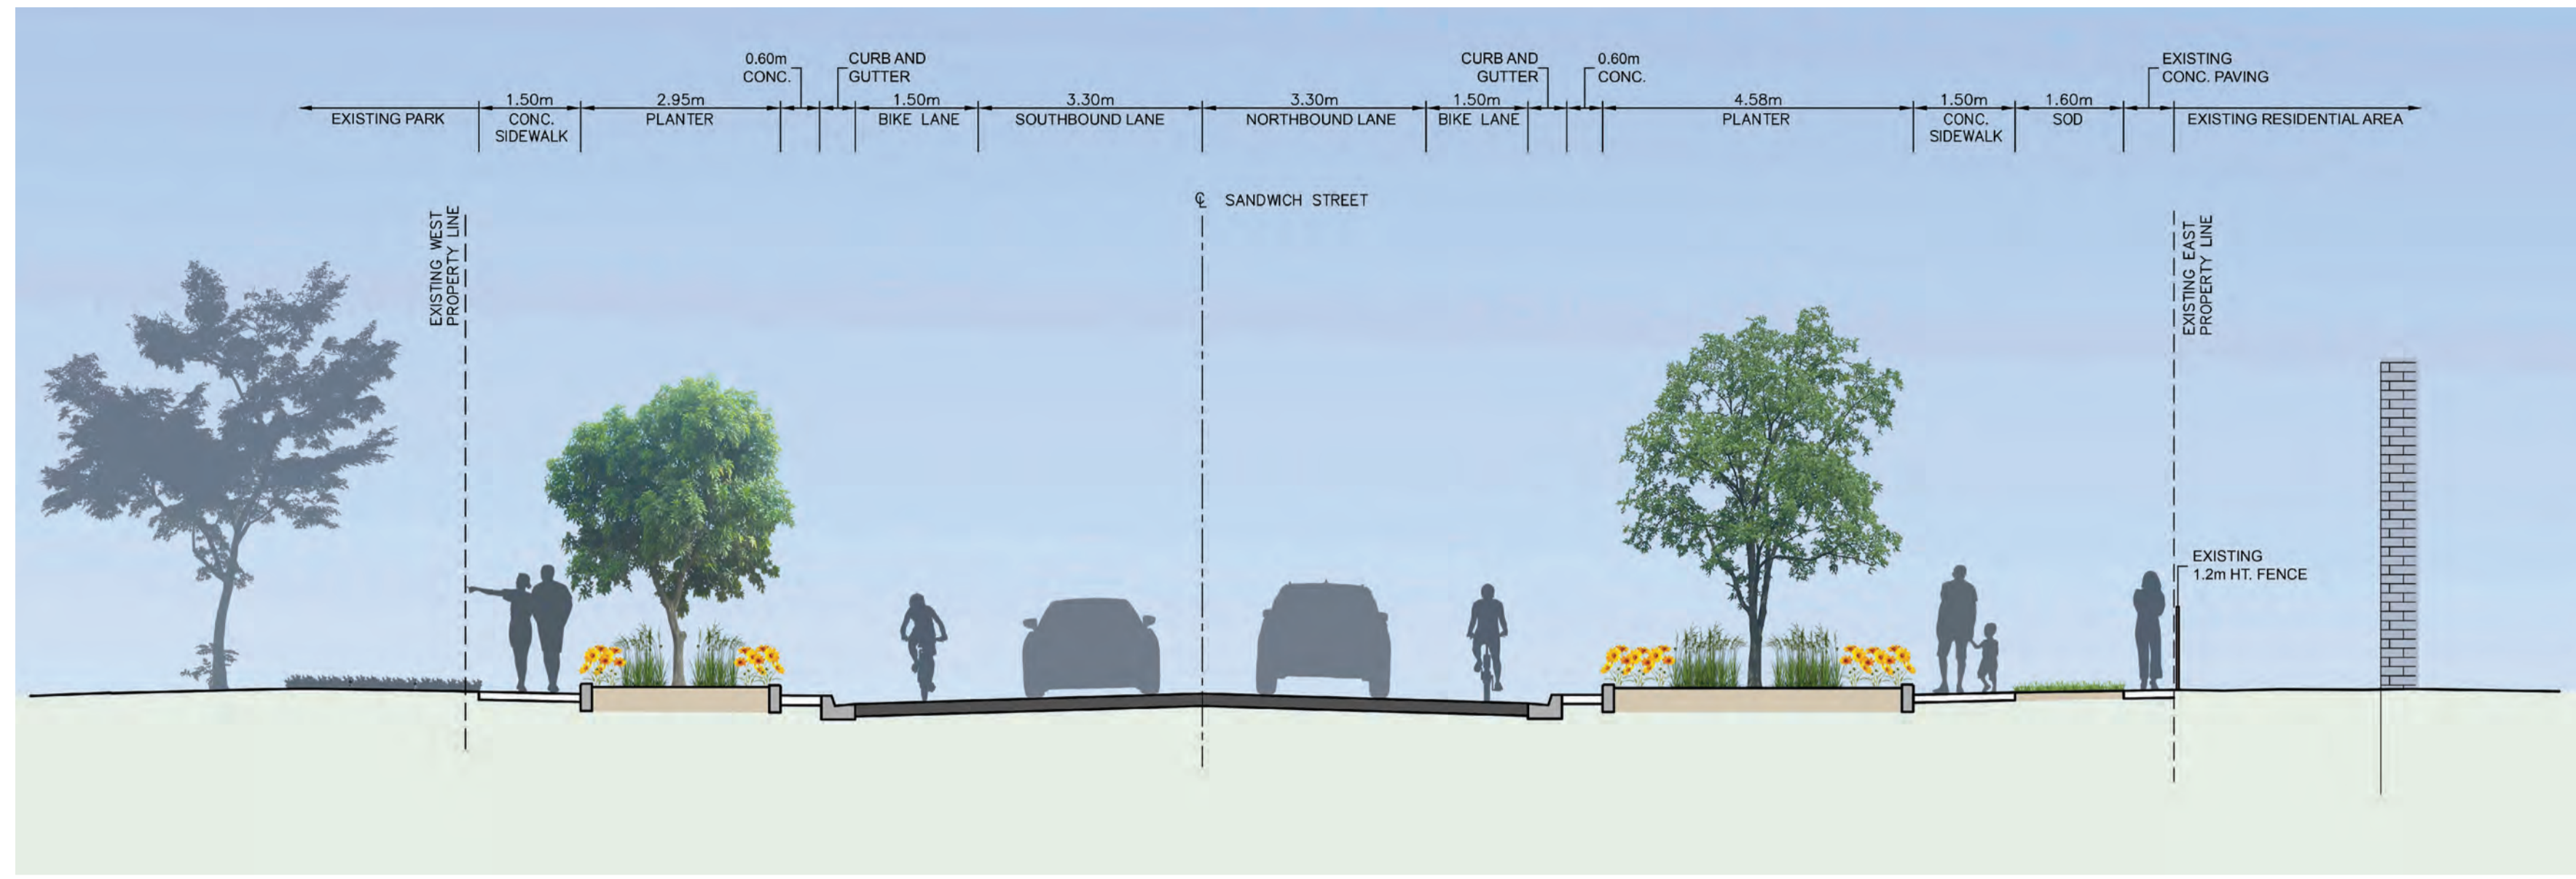 0.60m
CONC.
CURB AND
GUTTER
CURB AND
GUTTER
0.60m
CONC.
EXISTING
CONC. PAVING
EXISTING PARK
1.50m
CONC.
SIDEWALK
2.95m
PLANTER
1.50m
BIKE LANE
3.30m
SOUTHBOUND LANE
3.30m
NORTHBOUND LANE
1.50m
BIKE LANE
4.58m
PLANTER
1.50m
CONC.
SIDEWALK
1.60m
SOD
EXISTING RESIDENTIAL AREA
EXISTING WEST
PROPERTY LINE
℄ SANDWICH STREET
EXISTING EAST
PROPERTY LINE
EXISTING
1.2m HT. FENCE